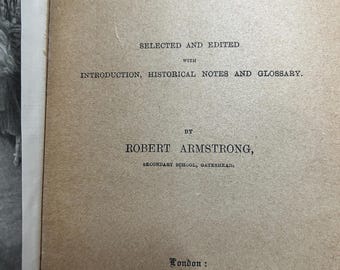 SELECTED AND EDITED
WITH
INTRODUCTION, HISTORICAL NOTES AND GLOSSARY.
BY
ROBERT ARMSTRONG,
SECONDARY SCHOOL, GATESHEAD.
London: